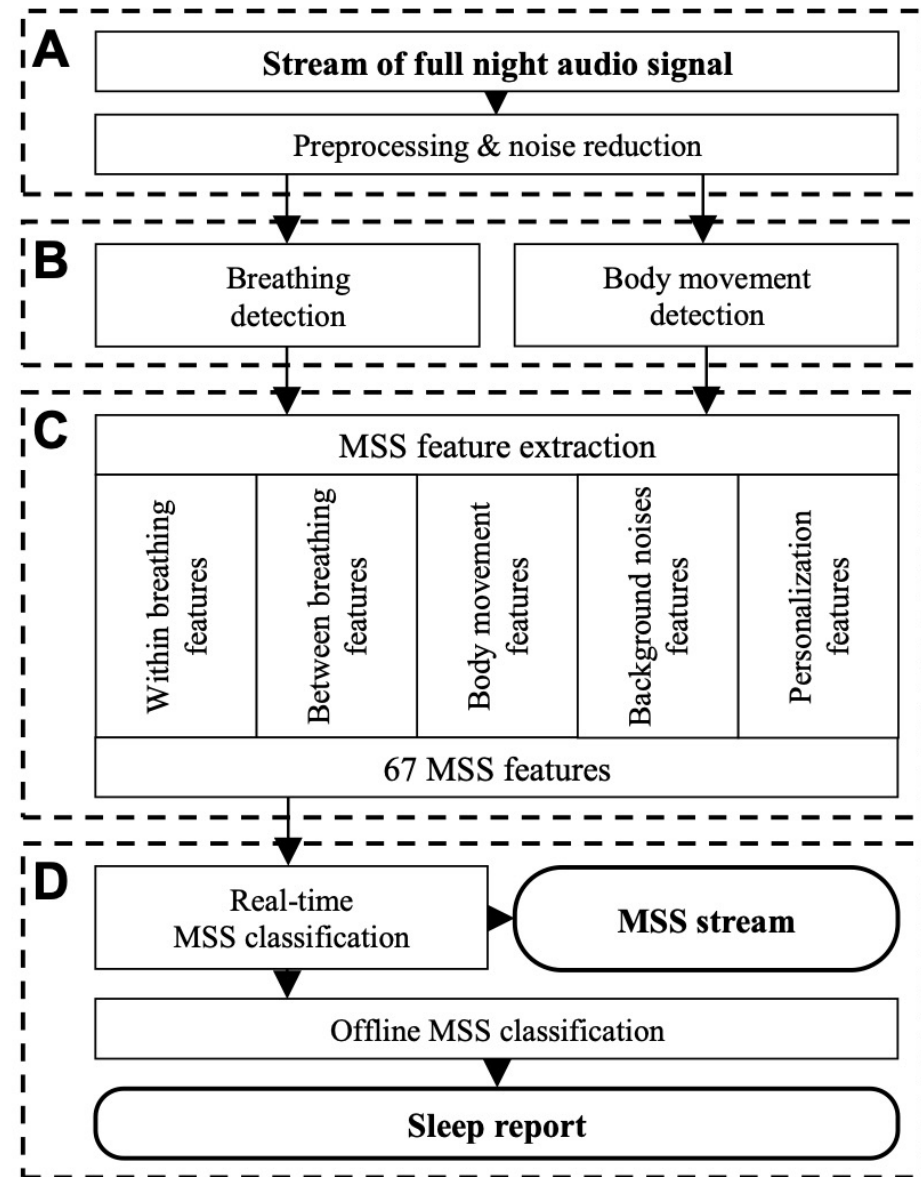 A
Stream of full night audio signal
Preprocessing & noise reduction
B
Breathing
detection
Body movement
detection
C
MSS feature extraction
Within breathing
features
Between breathing
features
Body movement
features
Background noises
features
Personalization
features
67 MSS features
D
Real-time
MSS classification
MSS stream
Offline MSS classification
Sleep report